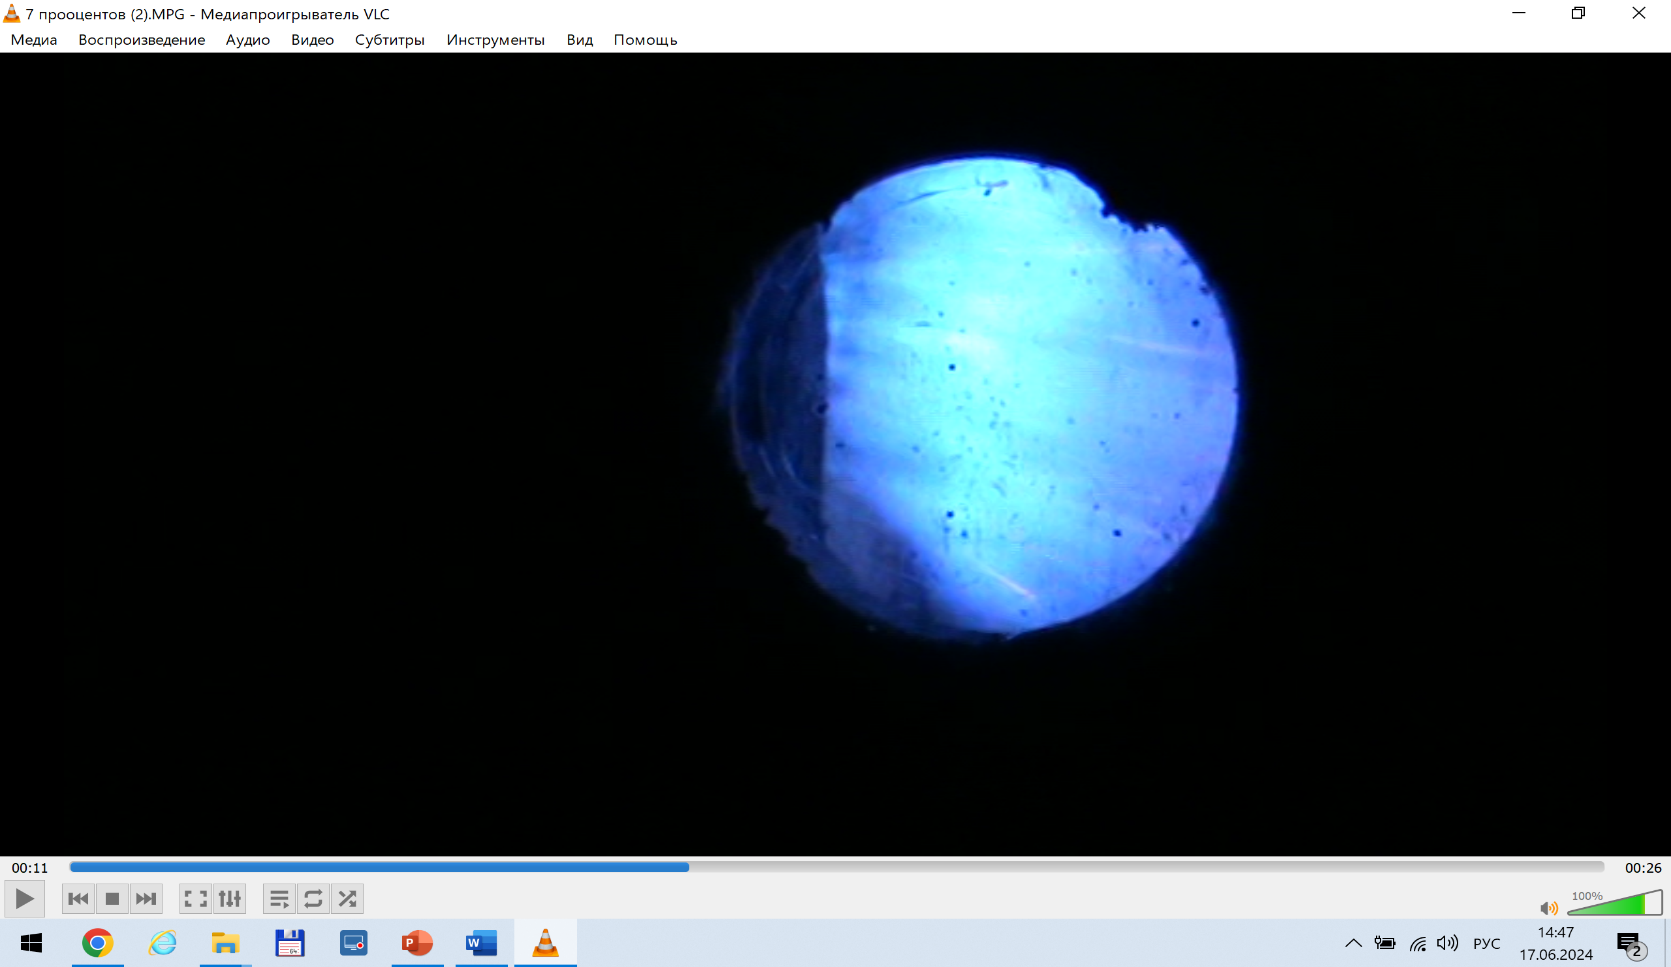 7 прооцентов (2).MPG - Медиапроигрыватель VLC
Медиа Воспроизведение Аудио Видео Субтитры Инструменты Вид Помощь
00:11 00:26
100%
P W
РУС
14:47
17.06.2024
2